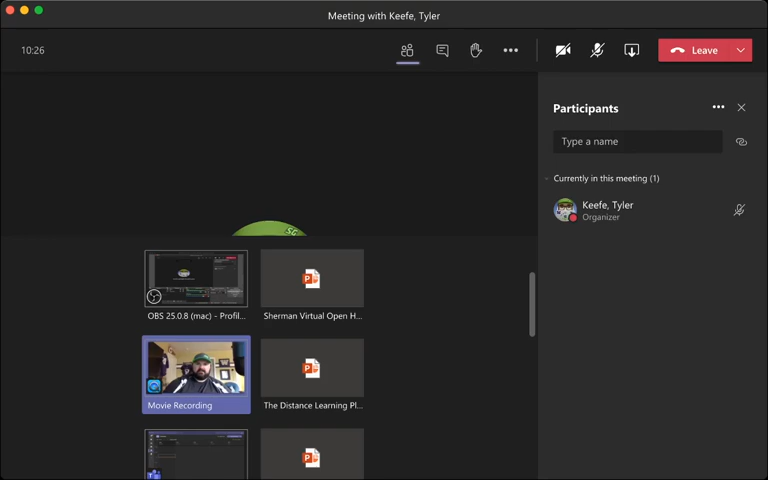 Meeting with Keefe, Tyler
10:26
Leave
Participants
Type a name
Currently in this meeting (1)
Keefe, Tyler
Organizer
SG
OBS 25.0.8 (mac) - Profil...
Sherman Virtual Open H...
P
Movie Recording
The Distance Learning Pl...
P
P